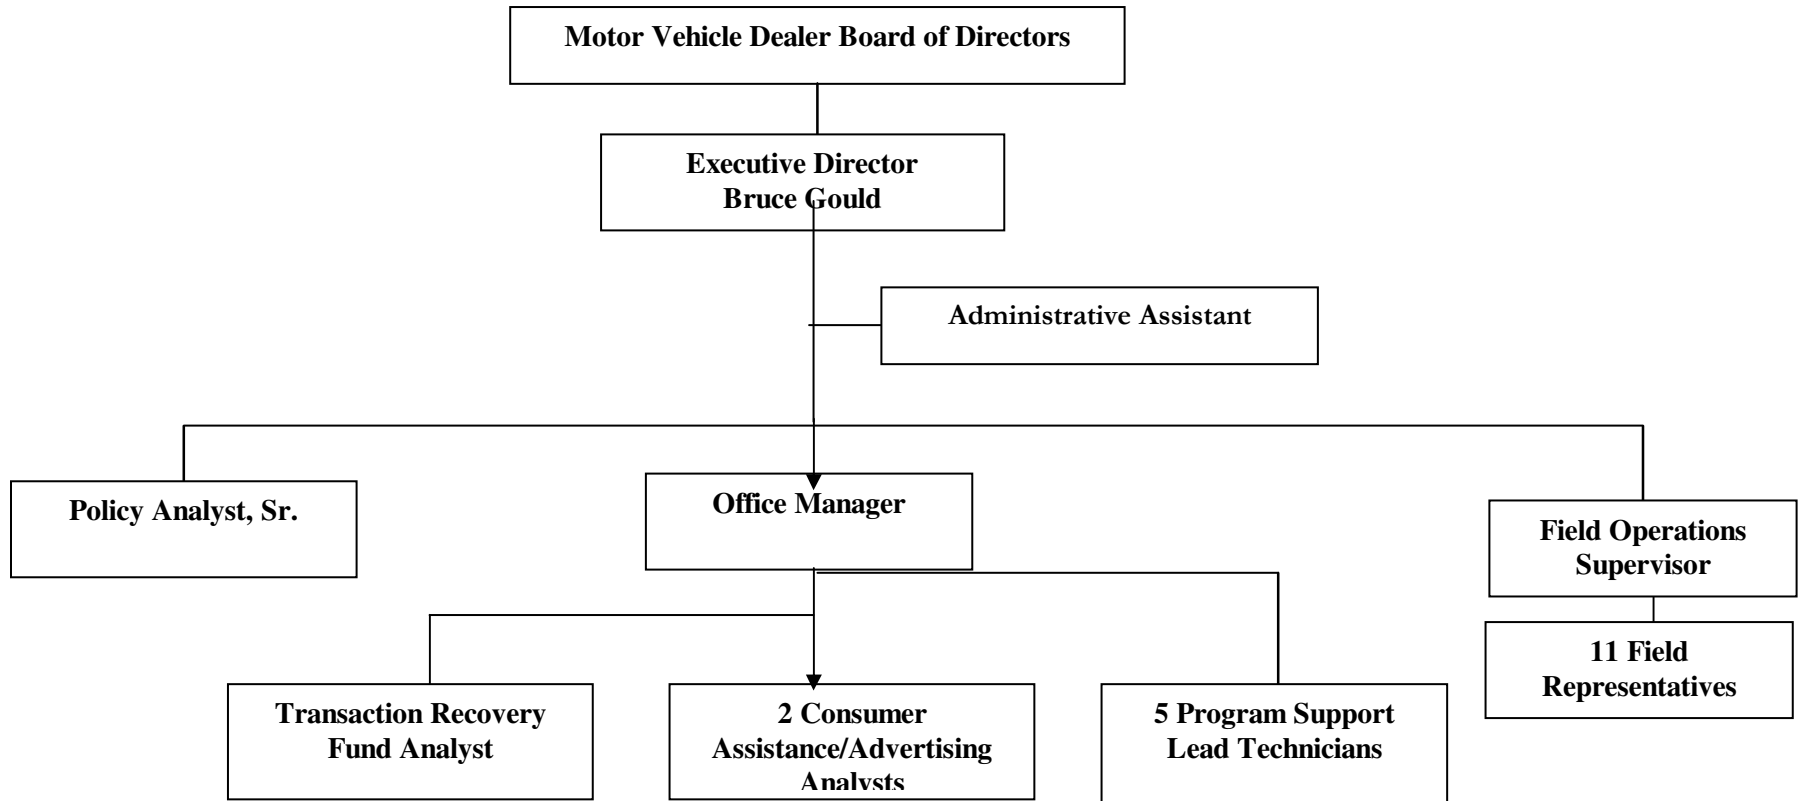 Motor Vehicle Dealer Board of Directors
Executive Director
Bruce Gould
Administrative Assistant
Policy Analyst, Sr.
Office Manager
Field Operations
Supervisor
11 Field
Representatives
Transaction Recovery
Fund Analyst
2 Consumer
Assistance/Advertising
Analysts
5 Program Support
Lead Technicians